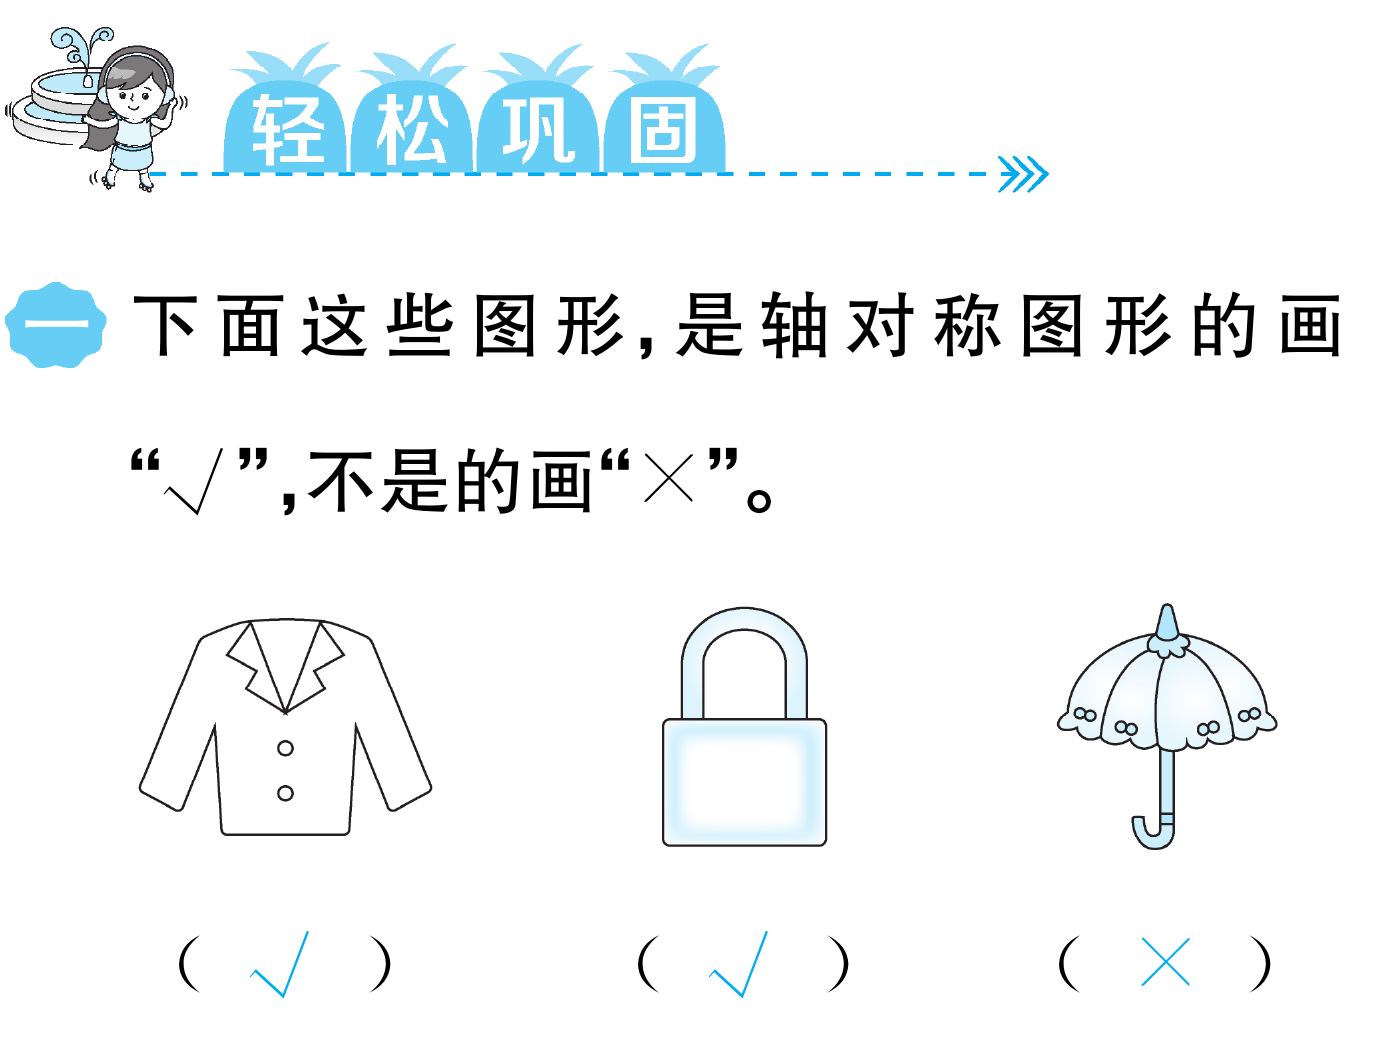 轻松巩固
一 下面这些图形,是轴对称图形的画
“√”,不是的画“×”。
( √ ) ( √ ) ( × )